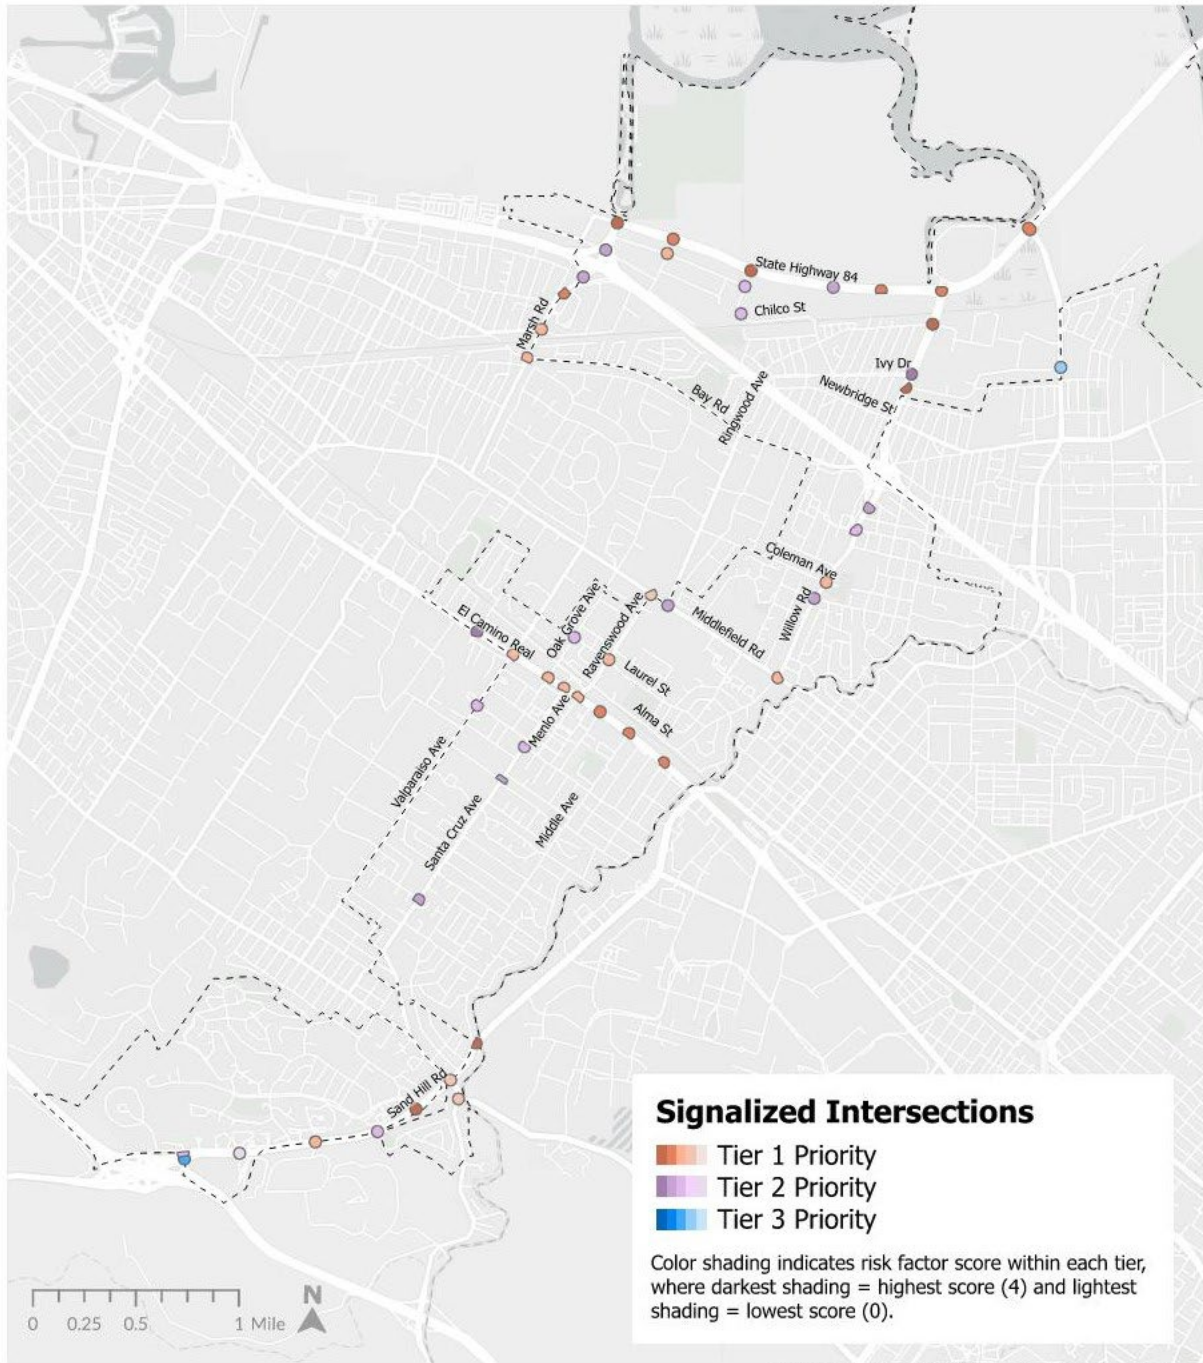 State Highway 84
Chilco St
Marsh Rd
Ivy Dr
Newbridge St
Bay Rd
Ringwood Ave
Coleman Ave
Willow Rd
Middlefield Rd
El Camino Real
Oak Grove Ave
Ravenswood Ave
Laurel St
Alma St
Menlo Ave
Valparaiso Ave
Santa Cruz Ave
Middle Ave
Sand Hill Rd
Signalized Intersections
Tier 1 Priority
Tier 2 Priority
Tier 3 Priority
Color shading indicates risk factor score within each tier,
where darkest shading = highest score (4) and lightest
shading = lowest score (0).
N
0 0.25 0.5 1 Mile